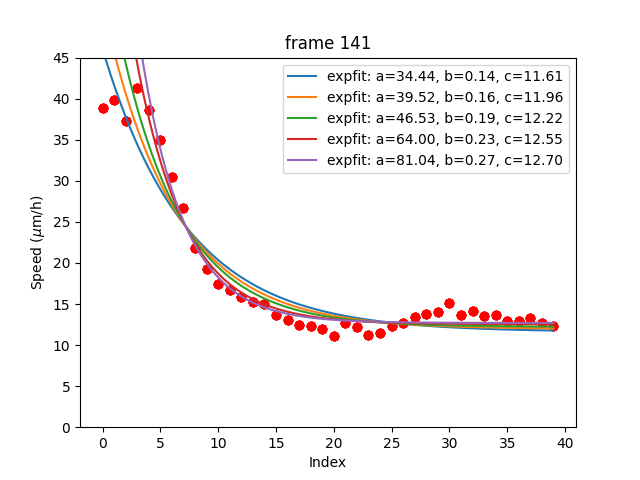 frame 141
expfit: a=34.44, b=0.14, c=11.61
expfit: a=39.52, b=0.16, c=11.96
expfit: a=46.53, b=0.19, c=12.22
expfit: a=64.00, b=0.23, c=12.55
expfit: a=81.04, b=0.27, c=12.70
45
40
35
30
25
20
15
10
5
0
Speed (μm/h)
0 5 10 15 20 25 30 35 40
Index